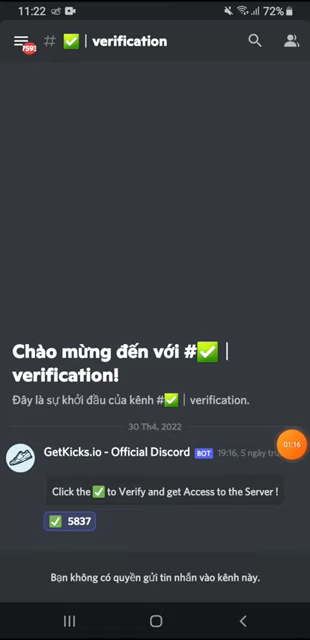 11:22 72%
759
# ✅ | verification
Chào mừng đến với #✅ |
verification!
Đây là sự khởi đầu của kênh #✅ | verification.
30 Th4, 2022
GetKicks.io - Official Discord BOT 19:16, 5 ngày
01:16
Click the ✅ to Verify and get Access to the Server !
✅ 5837
Bạn không có quyền gửi tin nhắn vào kênh này.